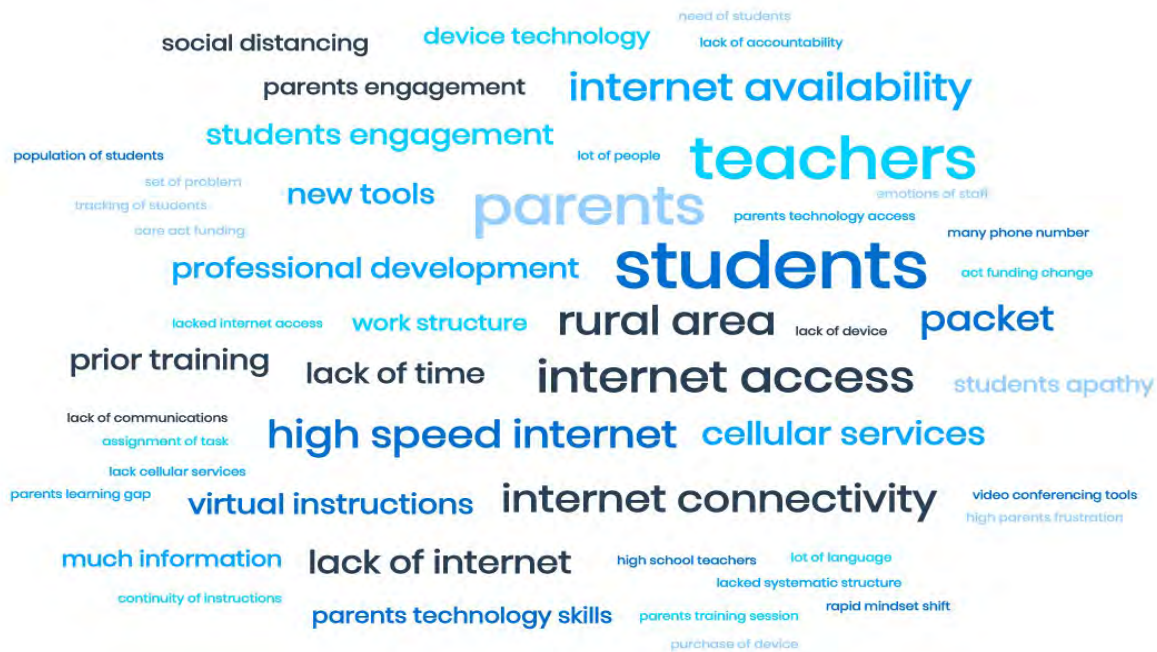 need of students
social distancing
device technology
lack of accountability
parents engagement
internet availability
students engagement
population of students
lot of people
teachers
set of problem
new tools
parents
emotions of staff
tracking of students
parents technology access
care act funding
many phone number
professional development
students
act funding change
lacked internet access
work structure
rural area
lack of device
packet
prior training
lack of time
internet access
students apathy
lack of communications
assignment of task
high speed internet
cellular services
lack cellular services
parents learning gap
virtual instructions
internet connectivity
video conferencing tools
high parents frustration
much information
lack of internet
high school teachers
lot of language
lacked systematic structure
continuity of instructions
parents technology skills
parents training session
rapid mindset shift
purchase of device